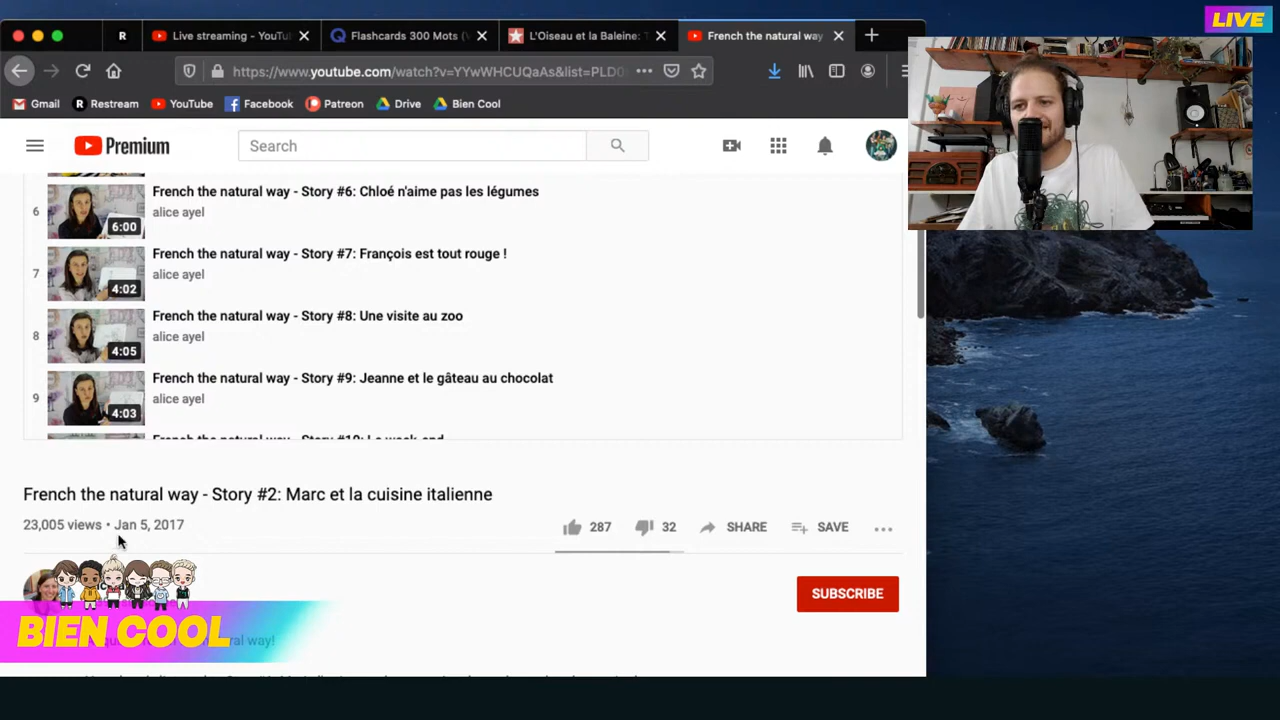 LIVE
R
Live streaming - YouTu
Flashcards 300 Mots (
L'Oiseau et la Baleine: T
French the natural way
https://www.youtube.com/watch?v=YYwWHCUQaAs&list=PLD0
Gmail
Restream
YouTube
Facebook
Patreon
Drive
Bien Cool
Premium
Search
6
6:00
French the natural way - Story #6: Chloé n'aime pas les légumes
alice ayel
7
4:02
French the natural way - Story #7: François est tout rouge !
alice ayel
8
4:05
French the natural way - Story #8: Une visite au zoo
alice ayel
9
4:03
French the natural way - Story #9: Jeanne et le gâteau au chocolat
alice ayel
French the natural way - Story #10: Le week-end
French the natural way - Story #2: Marc et la cuisine italienne
23,005 views • Jan 5, 2017
287
32
SHARE
SAVE
SUBSCRIBE
BIEN COOL
ural way!